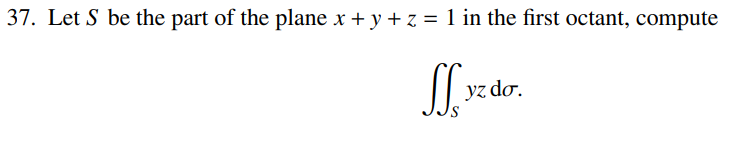 37. Let S be the part of the plane x + y + z = 1 in the first octant, compute
∬_S yz dσ.